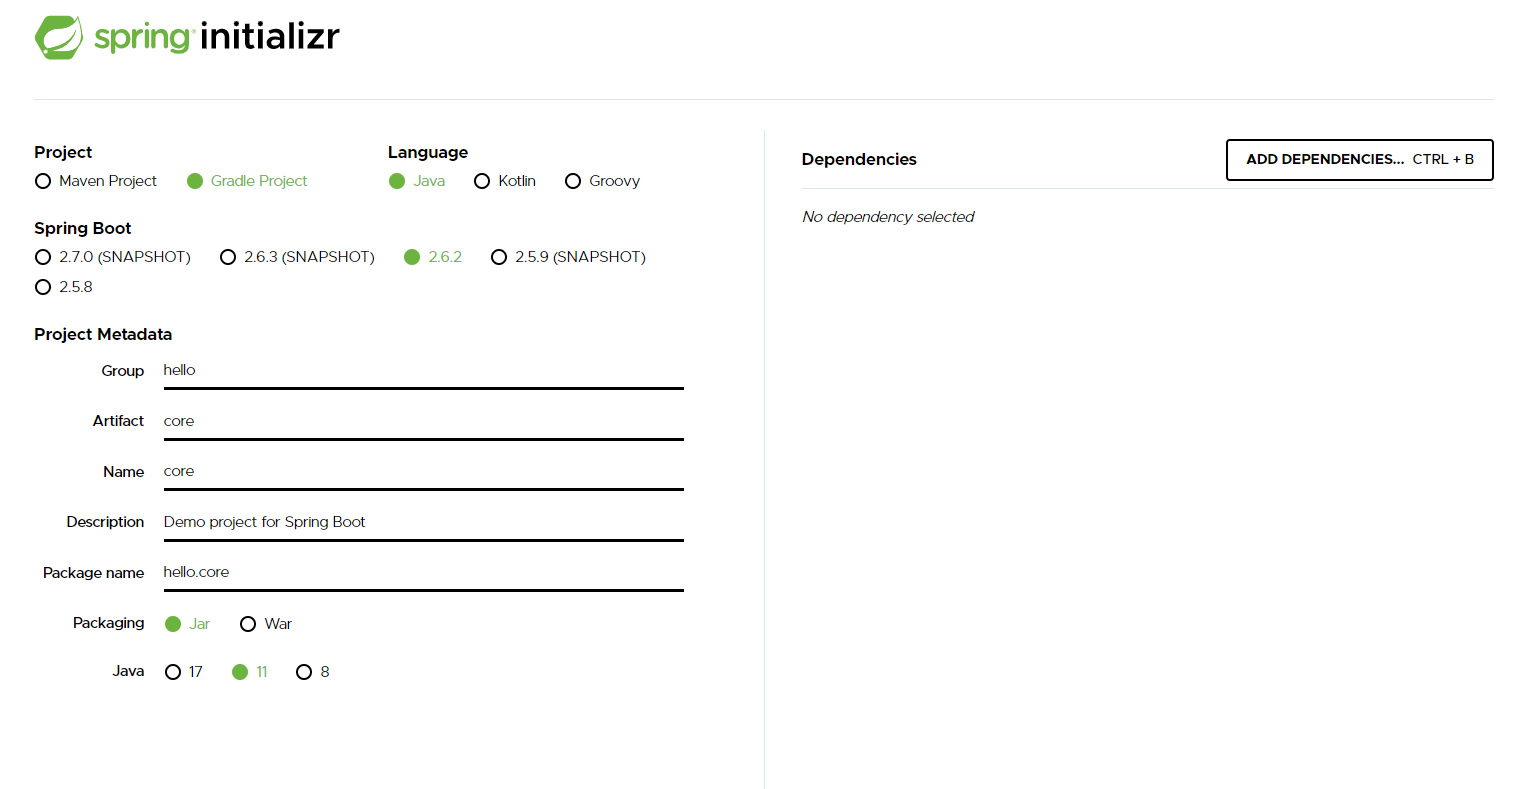 spring initializr
Project
Maven Project Gradle Project
Language
Java Kotlin Groovy
Spring Boot
2.7.0 (SNAPSHOT) 2.6.3 (SNAPSHOT) 2.6.2 2.5.9 (SNAPSHOT)
2.5.8
Project Metadata
Group hello
Artifact core
Name core
Description Demo project for Spring Boot
Package name hello.core
Packaging Jar War
Java 17 11 8
Dependencies
ADD DEPENDENCIES... CTRL + B
No dependency selected